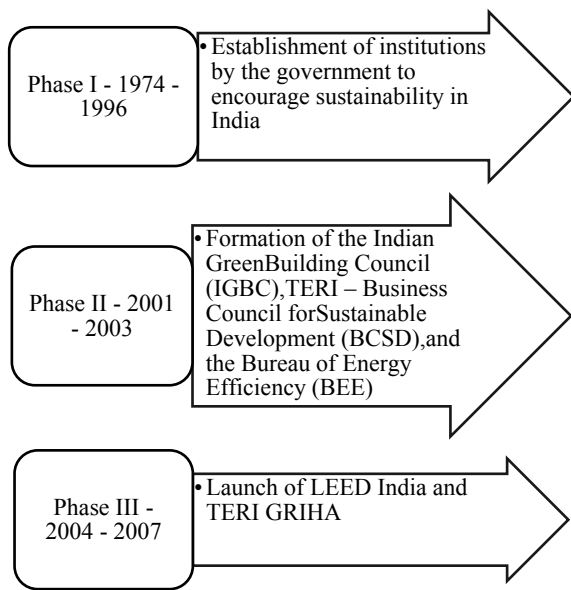 Phase I - 1974 -
1996
• Establishment of institutions
by the government to
encourage sustainability in
India
Phase II - 2001
- 2003
• Formation of the Indian
GreenBuilding Council
(IGBC),TERI – Business
Council forSustainable
Development (BCSD),and
the Bureau of Energy
Efficiency (BEE)
Phase III -
2004 - 2007
• Launch of LEED India and
TERI GRIHA